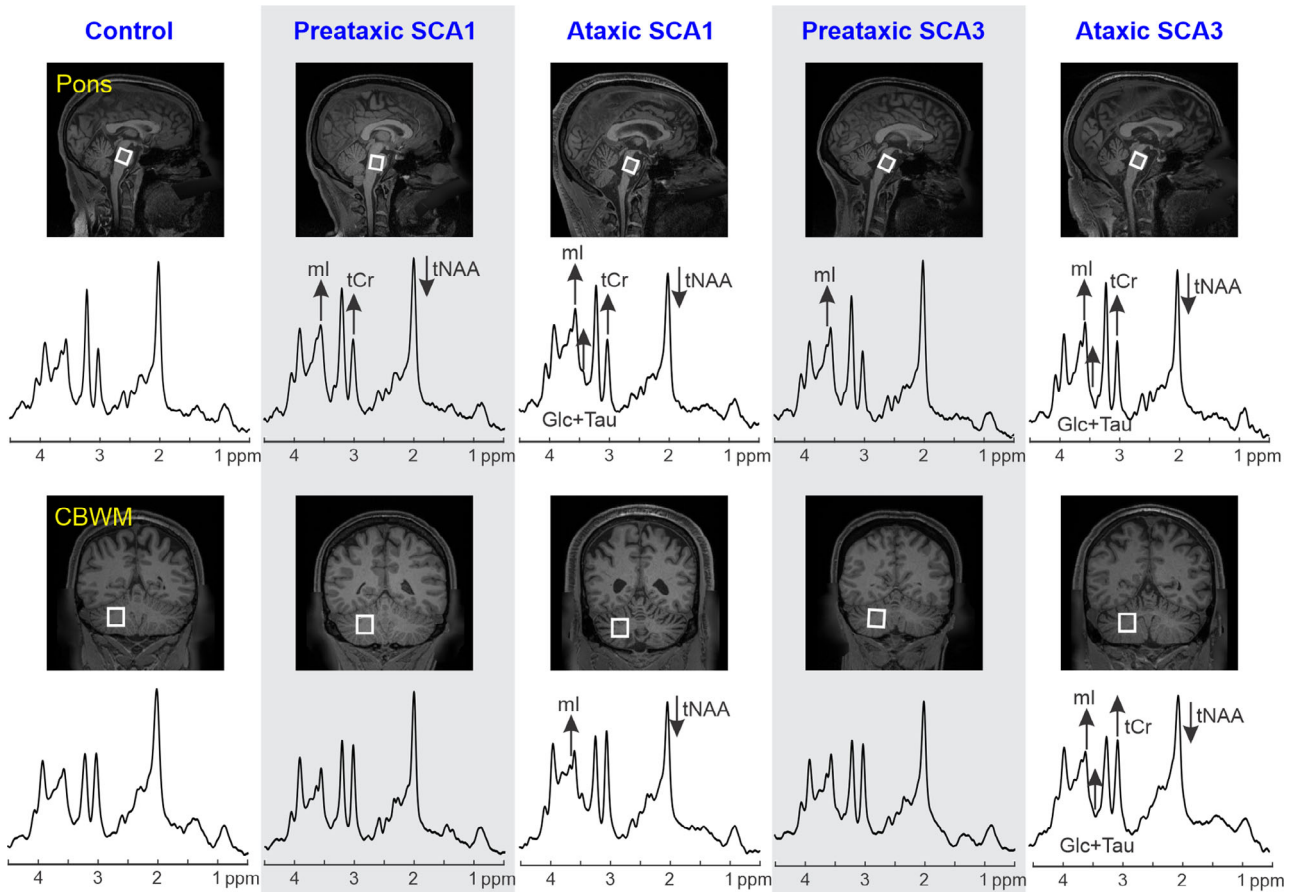 Control Preataxic SCA1 Ataxic SCA1 Preataxic SCA3 Ataxic SCA3
Pons
mI tCr tNAA mI tCr tNAA mI mI tCr tNAA
Glc+Tau Glc+Tau
4 3 2 1 ppm 4 3 2 1 ppm 4 3 2 1 ppm 4 3 2 1 ppm 4 3 2 1 ppm
CBWM
mI tNAA mI tCr tNAA
Glc+Tau
4 3 2 1 ppm 4 3 2 1 ppm 4 3 2 1 ppm 4 3 2 1 ppm 4 3 2 1 ppm